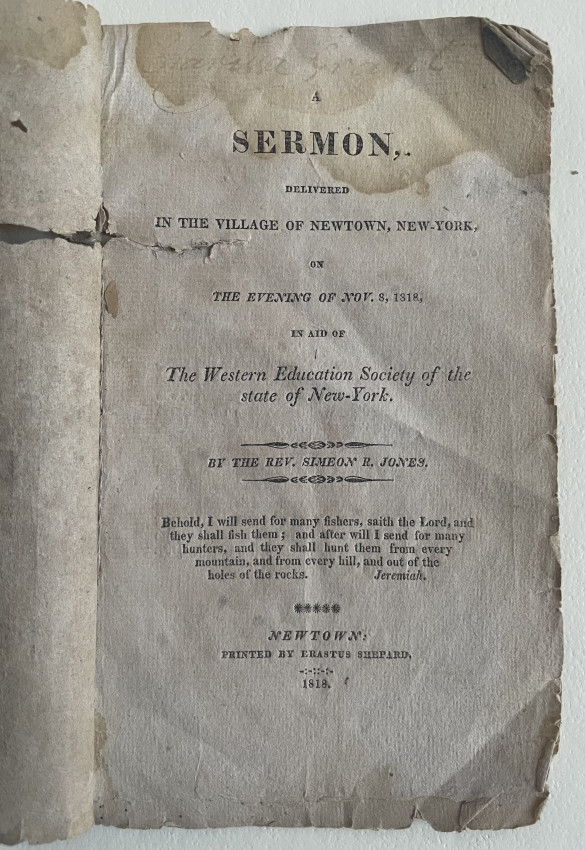 A
SERMON,
DELIVERED
IN THE VILLAGE OF NEWTOWN, NEW-YORK,
ON
THE EVENING OF NOV. 8, 1818,
IN AID OF
The Western Education Society of the
state of New-York.
BY THE REV. SIMEON R. JONES.
Behold, I will send for many fishers, saith the Lord, and
they shall fish them ; and after will I send for many
hunters, and they shall hunt them from every
mountain, and from every hill, and out of the
holes of the rocks. Jeremiah.
NEWTOWN:
PRINTED BY ERASTUS SHEPARD,
1818.